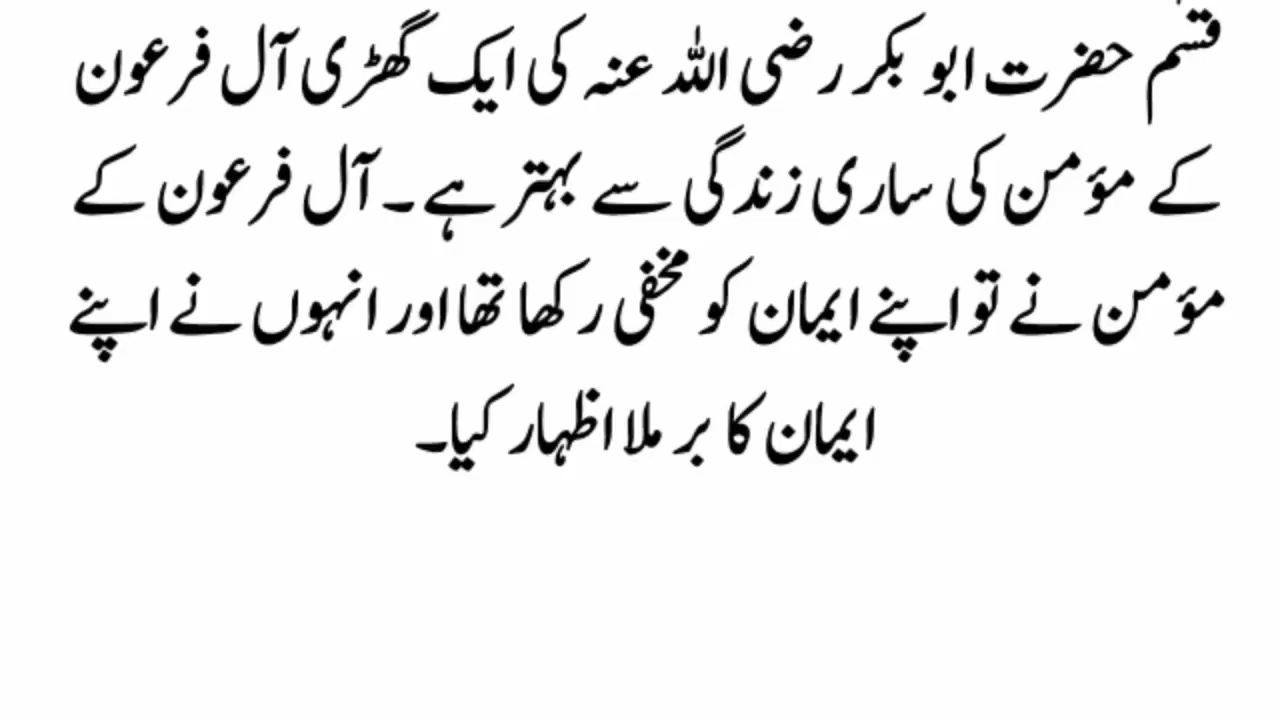 قسم حضرت ابو بکر رضی اللہ عنہ کی ایک گھڑی آل فرعون
کے مؤمن کی ساری زندگی سے بہتر ہے۔ آل فرعون کے
مؤمن نے تو اپنے ایمان کو مخفی رکھا تھا اور انہوں نے اپنے
ایمان کا بر ملا اظہار کیا۔